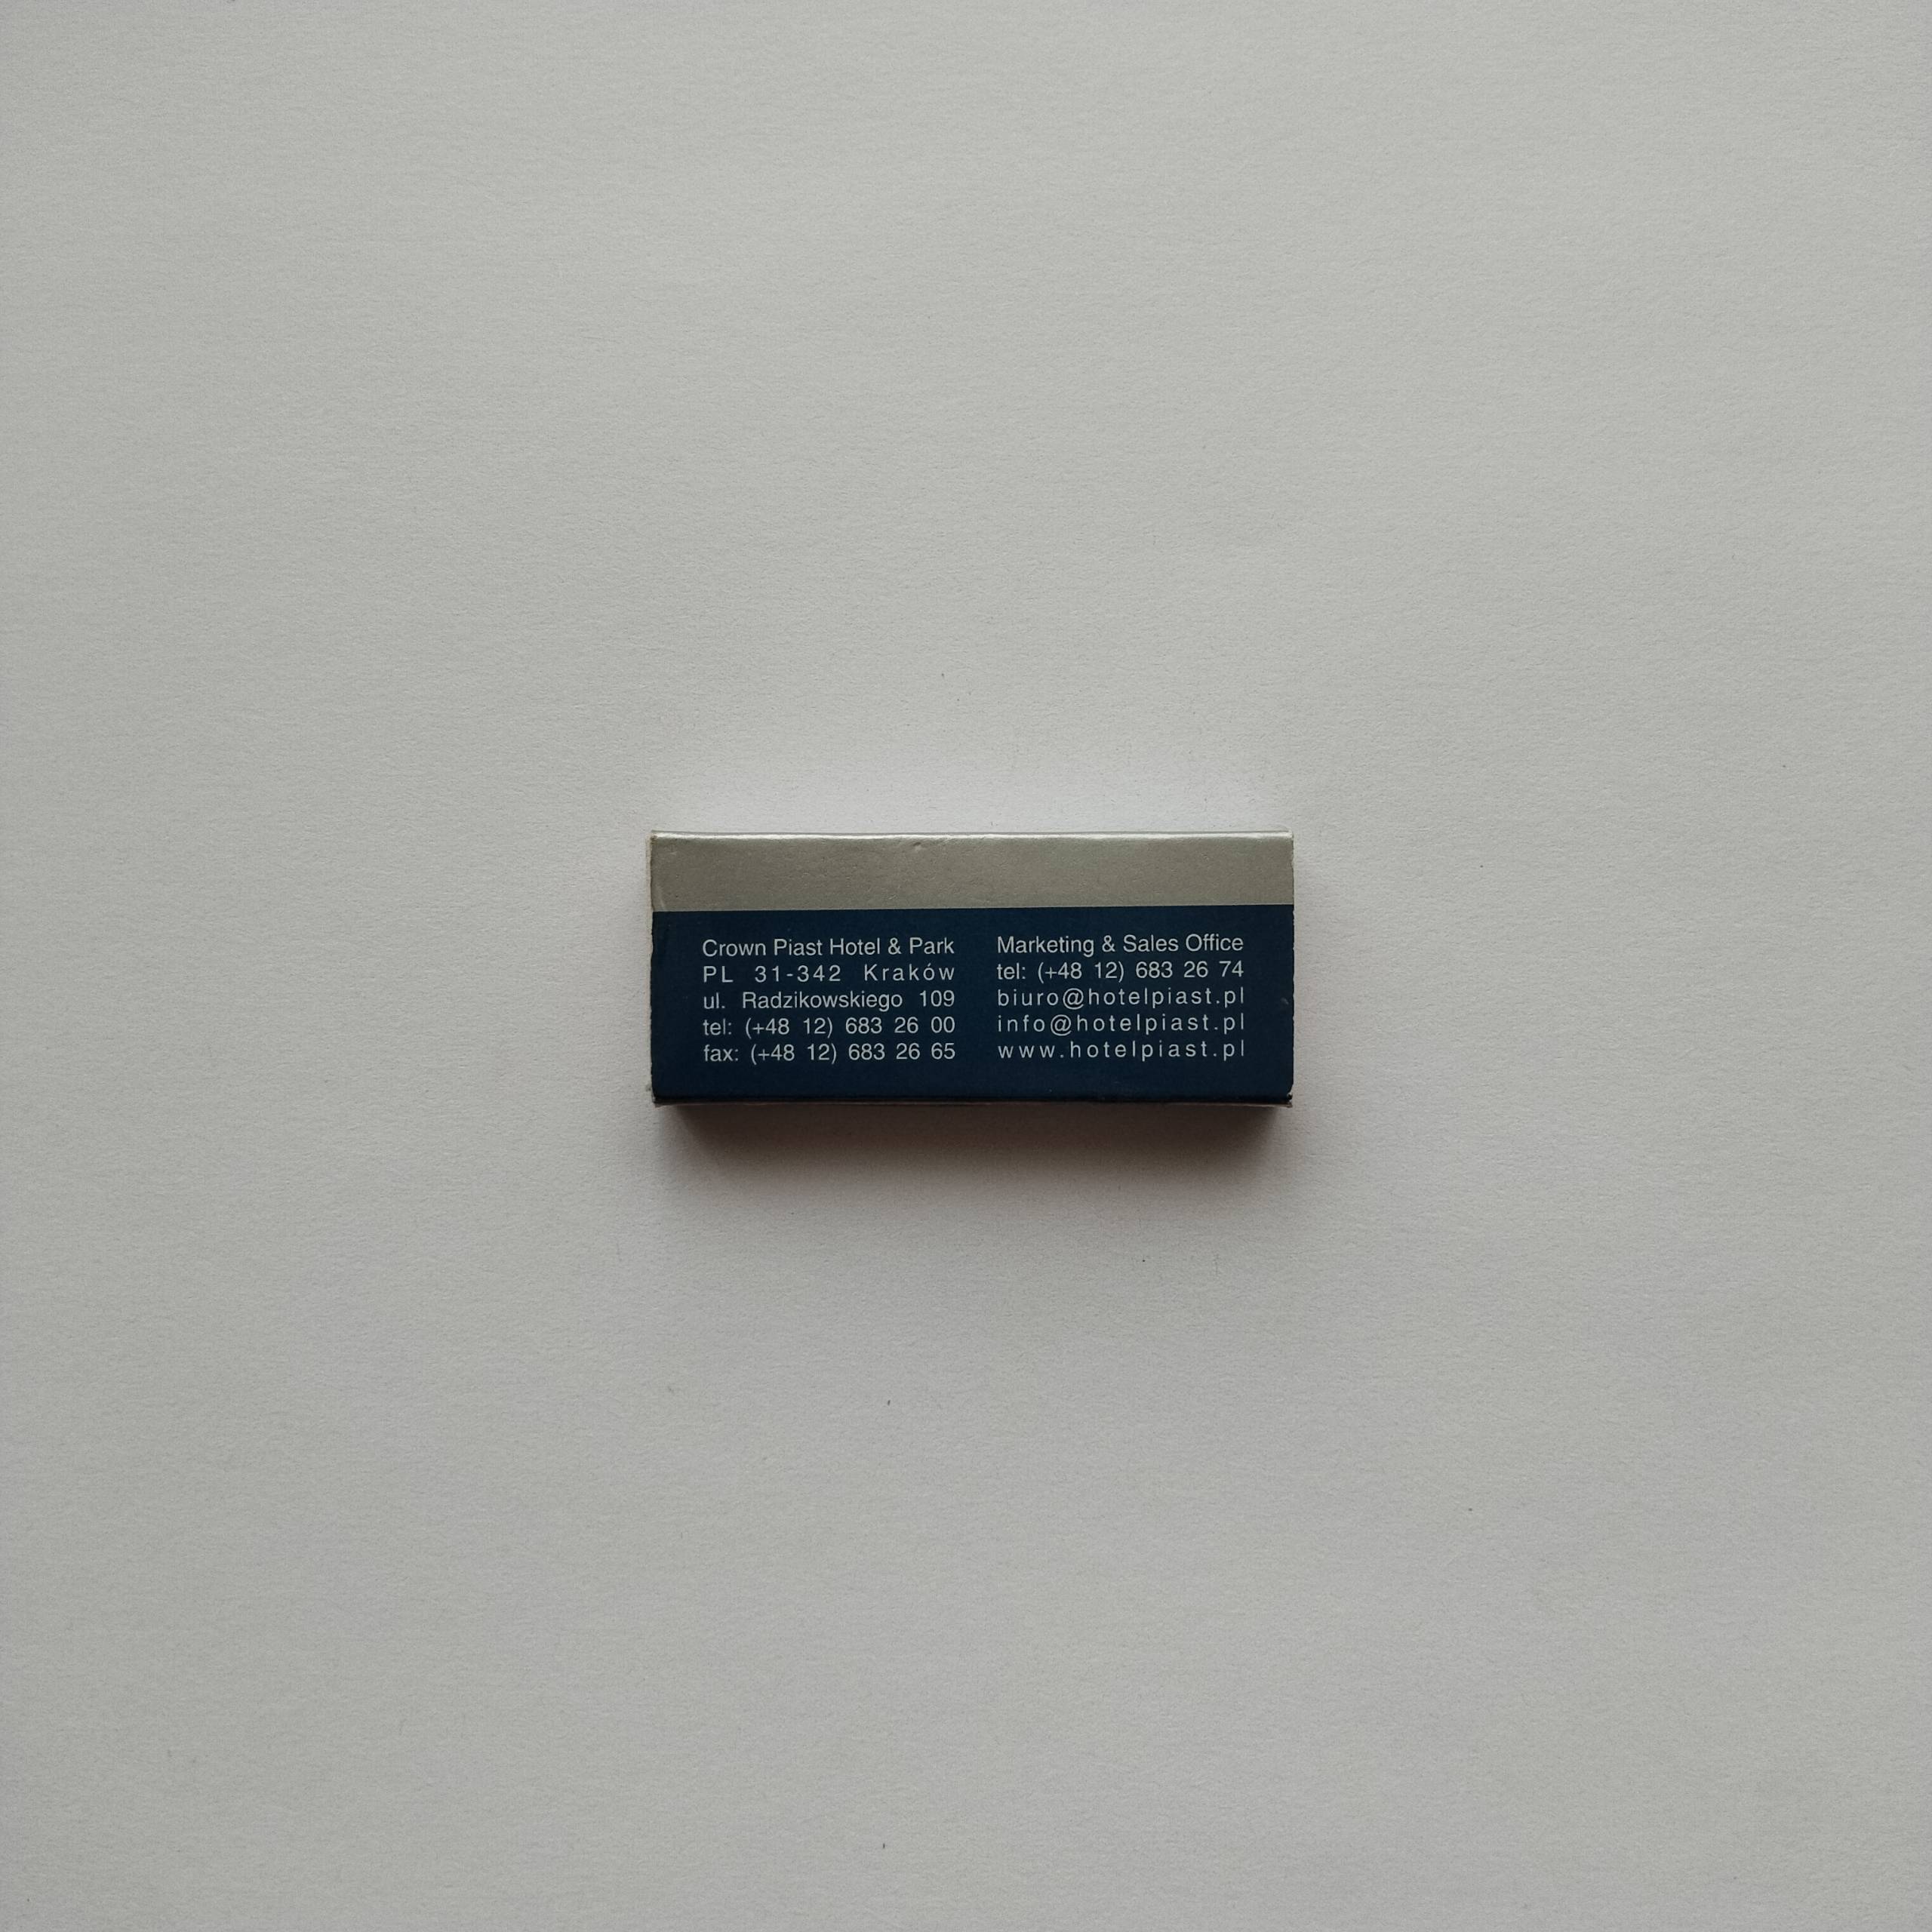 Crown Piast Hotel & Park
PL 31-342 Kraków
ul. Radzikowskiego 109
tel: (+48 12) 683 26 00
fax: (+48 12) 683 26 65
Marketing & Sales Office
tel: (+48 12) 683 26 74
biuro@hotelpiast.pl
info@hotelpiast.pl
www.hotelpiast.pl